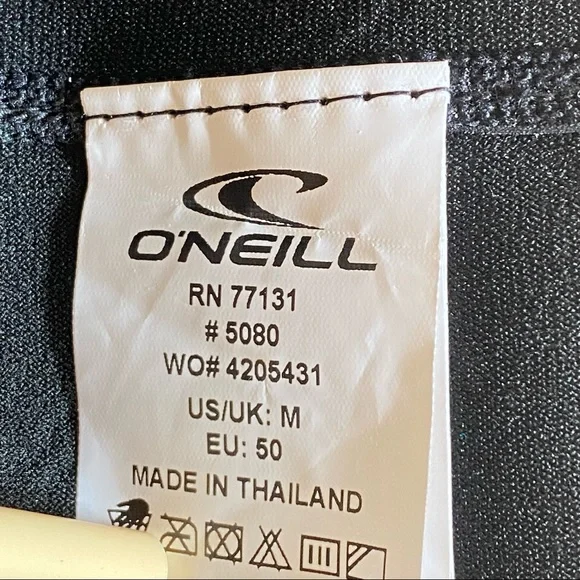 O'NEILL
RN 77131
# 5080
WO# 4205431
US/UK: M
EU: 50
MADE IN THAILAND